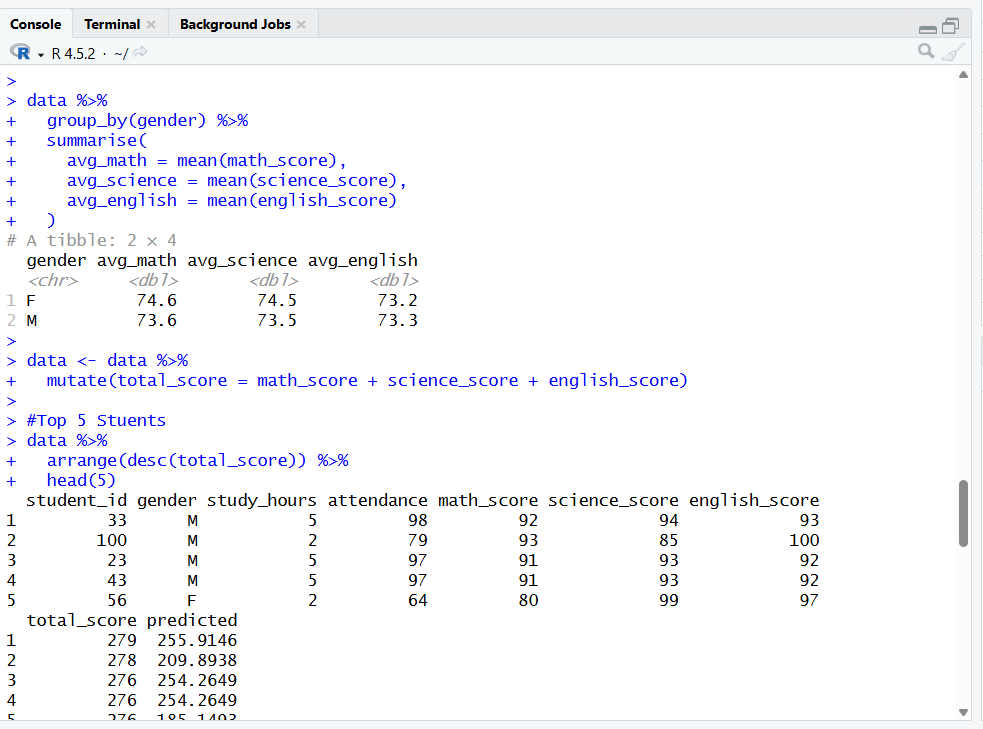 Console Terminal Background Jobs
R R 4.5.2 · ~/
>
> data %>%
+   group_by(gender) %>%
+   summarise(
+     avg_math = mean(math_score),
+     avg_science = mean(science_score),
+     avg_english = mean(english_score)
+   )
# A tibble: 2 × 4
  gender avg_math avg_science avg_english
  <chr>     <dbl>       <dbl>       <dbl>
1 F          74.6        74.5        73.2
2 M          73.6        73.5        73.3
>
> data <- data %>%
+   mutate(total_score = math_score + science_score + english_score)
>
> #Top 5 Stuents
> data %>%
+   arrange(desc(total_score)) %>%
+   head(5)
  student_id gender study_hours attendance math_score science_score english_score
1         33      M           5         98         92            94            93
2        100      M           2         79         93            85           100
3         23      M           5         97         91            93            92
4         43      M           5         97         91            93            92
5         56      F           2         64         80            99            97
  total_score predicted
1         279  255.9146
2         278  209.8938
3         276  254.2649
4         276  254.2649
5         276  185.1493